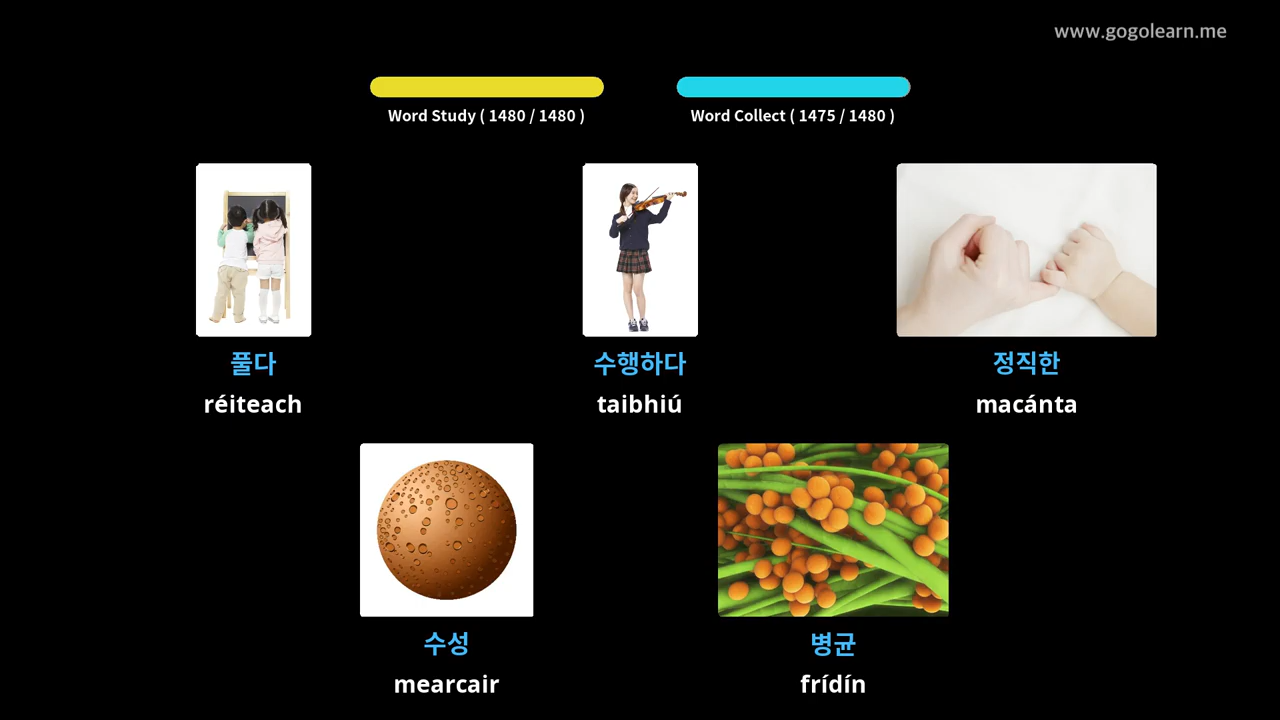 www.gogolearn.me
Word Study ( 1480 / 1480 )
Word Collect ( 1475 / 1480 )
풀다
수행하다
정직한
réiteach
taibhiú
macánta
수성
병균
mearcair
frídín